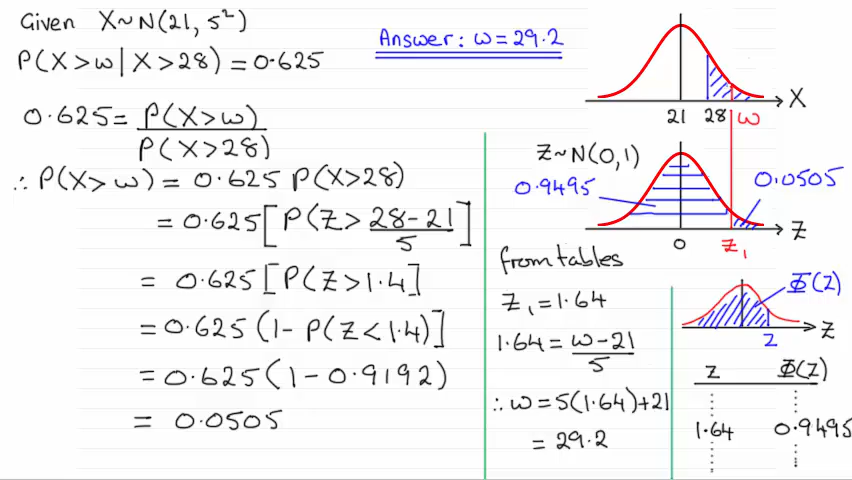 Given X~N(21, 5²)
P(X>w|X>28)=0.625
Answer: w=29.2
0.625= P(X>w)
P(X>28)
∴ P(X>w) = 0.625 P(X>28)
= 0.625[P(Z>28-21]
5
= 0.625[P(Z>1.4]
=0.625(1-P(Z<1.4)]
=0.625(1-0.9192)
= 0.0505
21 28 w X
Z~N(0,1)
0.9495 0.0505
0 Z₁ Z
from tables
Z₁=1.64
1.64= w-21
5
∴ w=5(1.64)+21
= 29.2
Φ(Z)
Z
Z
Z Φ(Z)
1.64 0.9495